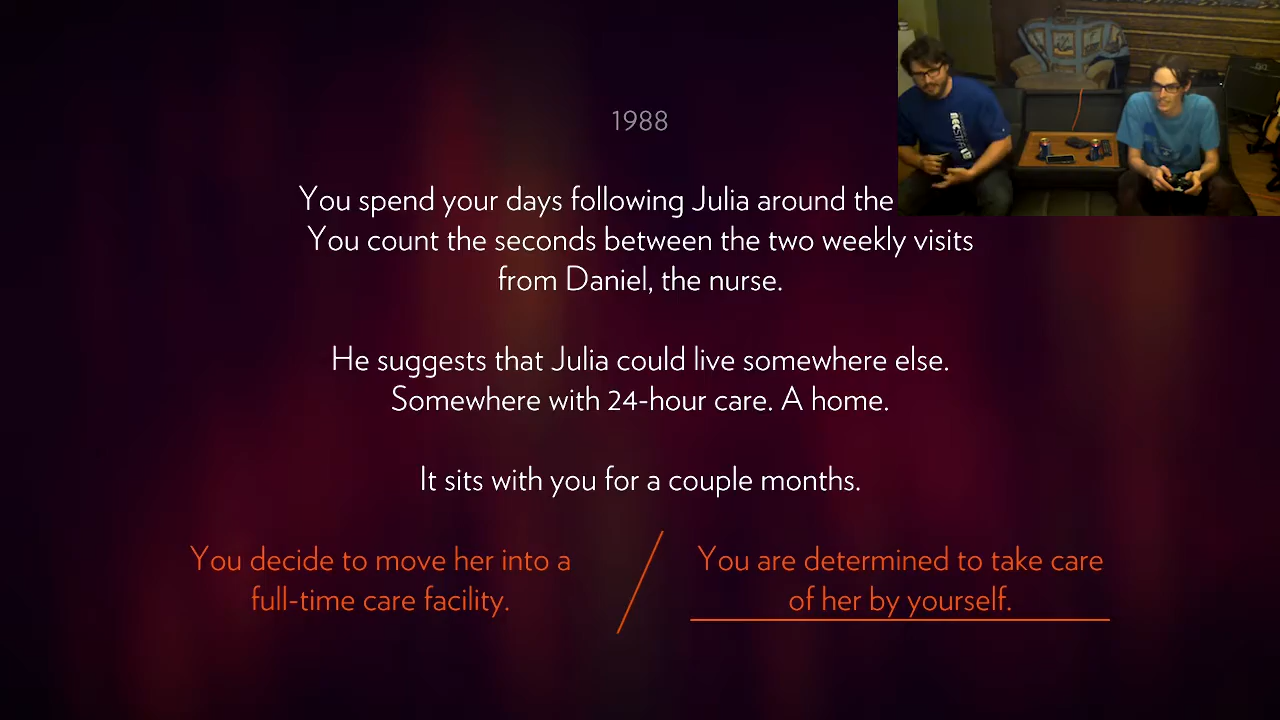 1988
You spend your days following Julia around the
You count the seconds between the two weekly visits
from Daniel, the nurse.
He suggests that Julia could live somewhere else.
Somewhere with 24-hour care. A home.
It sits with you for a couple months.
You decide to move her into a
full-time care facility.
You are determined to take care
of her by yourself.